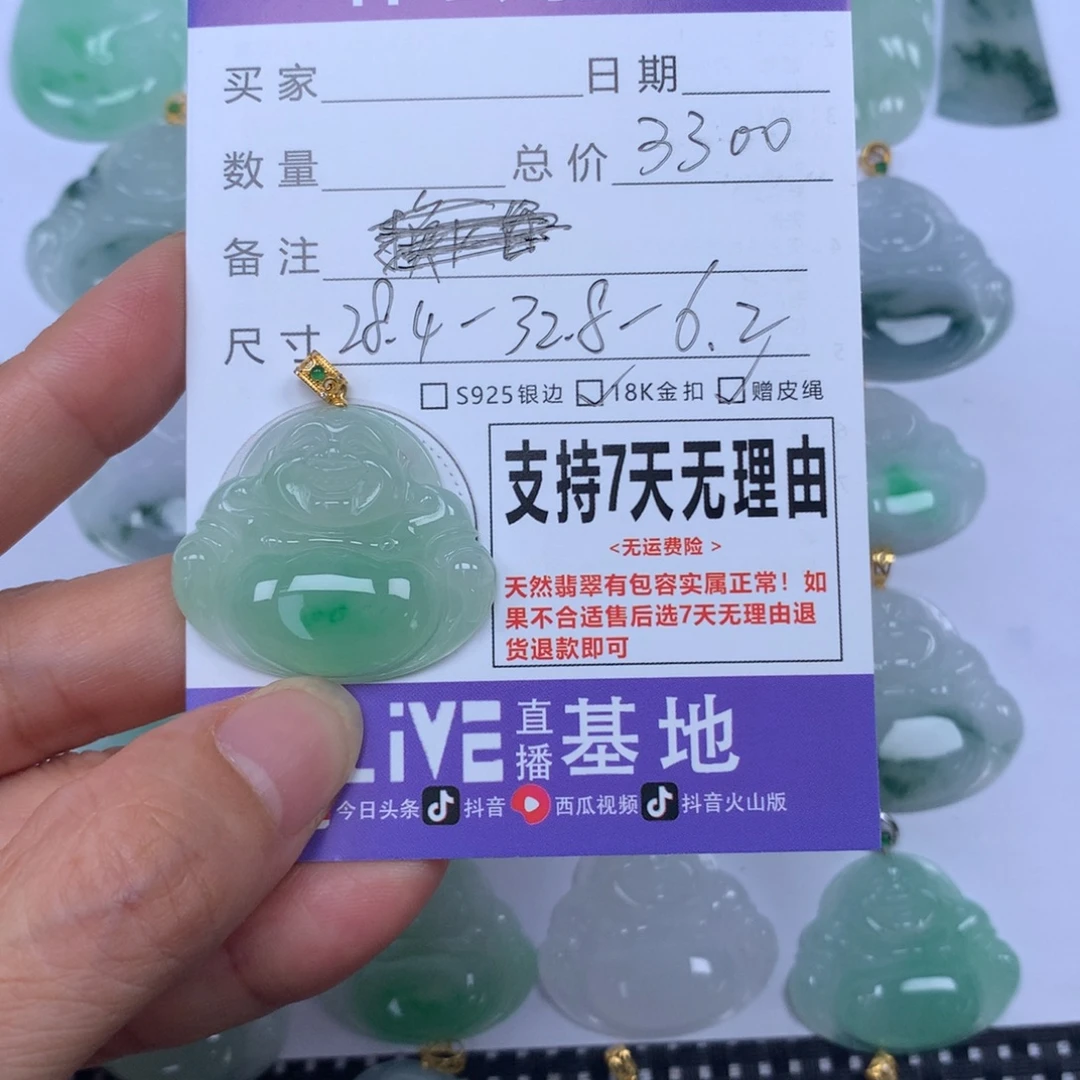 买家 日期
数量 总价 3300
备注
尺寸 28.4-32.8-6.2
S925银边 18K金扣 赠皮绳
支持7天无理由
<无运费险>
天然翡翠有包容实属正常！如
果不合适售后选7天无理由退
货退款即可
LiVE 直播 基地
今日头条 抖音 西瓜视频 抖音火山版